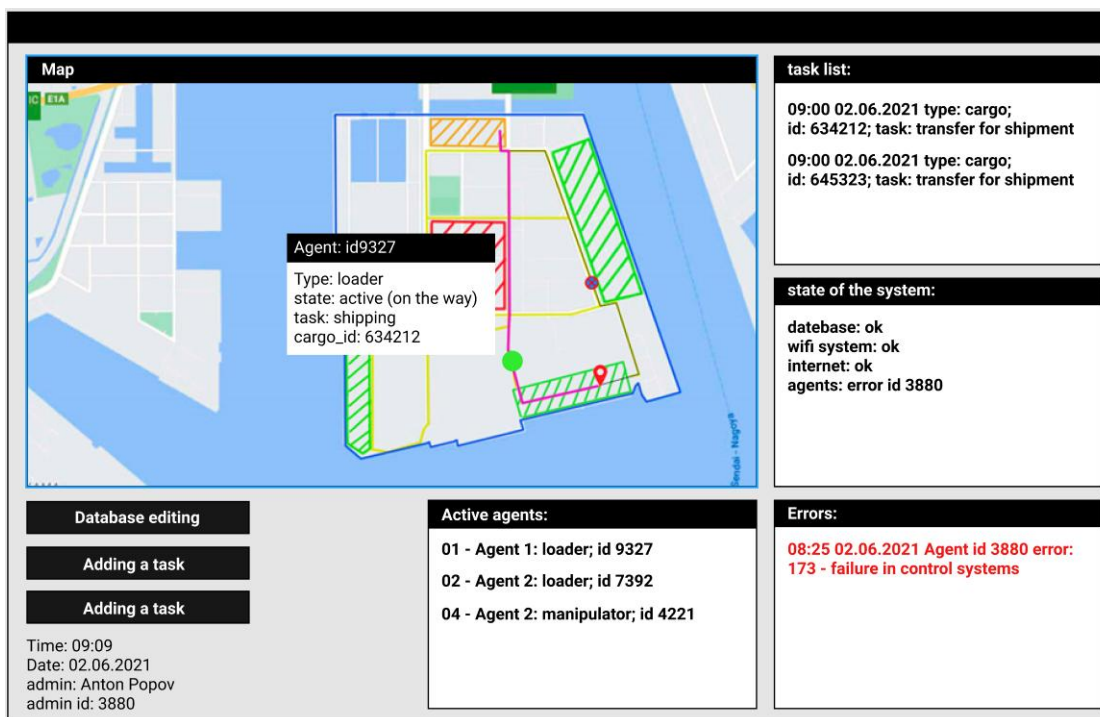 Map
IC E1A
Agent: id9327
Type: loader
state: active (on the way)
task: shipping
cargo_id: 634212
Sendai - Nagoya
task list:
09:00 02.06.2021 type: cargo;
id: 634212; task: transfer for shipment
09:00 02.06.2021 type: cargo;
id: 645323; task: transfer for shipment
state of the system:
datebase: ok
wifi system: ok
internet: ok
agents: error id 3880
Database editing
Adding a task
Adding a task
Time: 09:09
Date: 02.06.2021
admin: Anton Popov
admin id: 3880
Active agents:
01 - Agent 1: loader; id 9327
02 - Agent 2: loader; id 7392
04 - Agent 2: manipulator; id 4221
Errors:
08:25 02.06.2021 Agent id 3880 error:
173 - failure in control systems